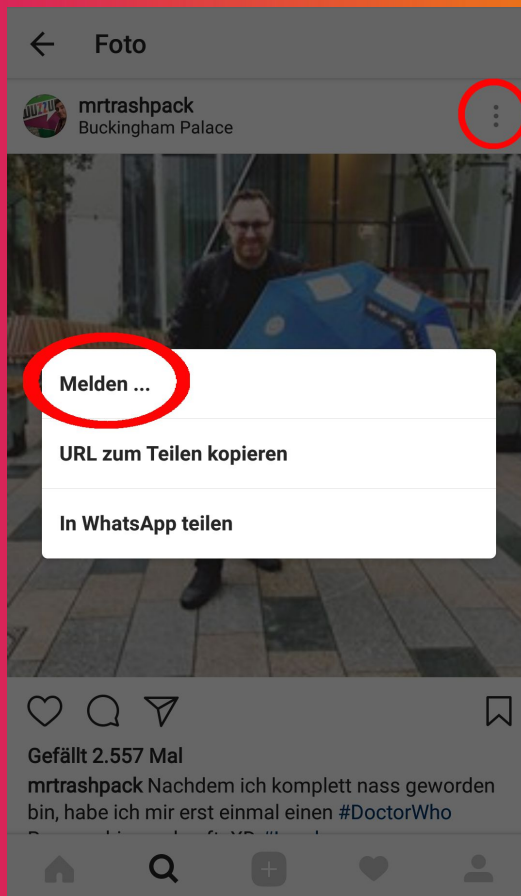 Foto
mrtrashpack
Buckingham Palace
Melden ...
URL zum Teilen kopieren
In WhatsApp teilen
Gefällt 2.557 Mal
mrtrashpack Nachdem ich komplett nass geworden
bin, habe ich mir erst einmal einen #DoctorWho